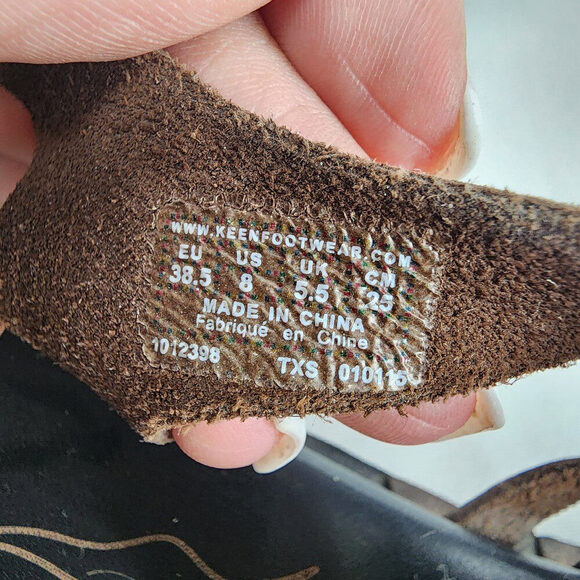 WWW.KEENFOOTWEAR.COM
EU US UK CM
38.5 8 5.5 25
MADE IN CHINA
Fabriqué en Chine
1012398 TXS 010115